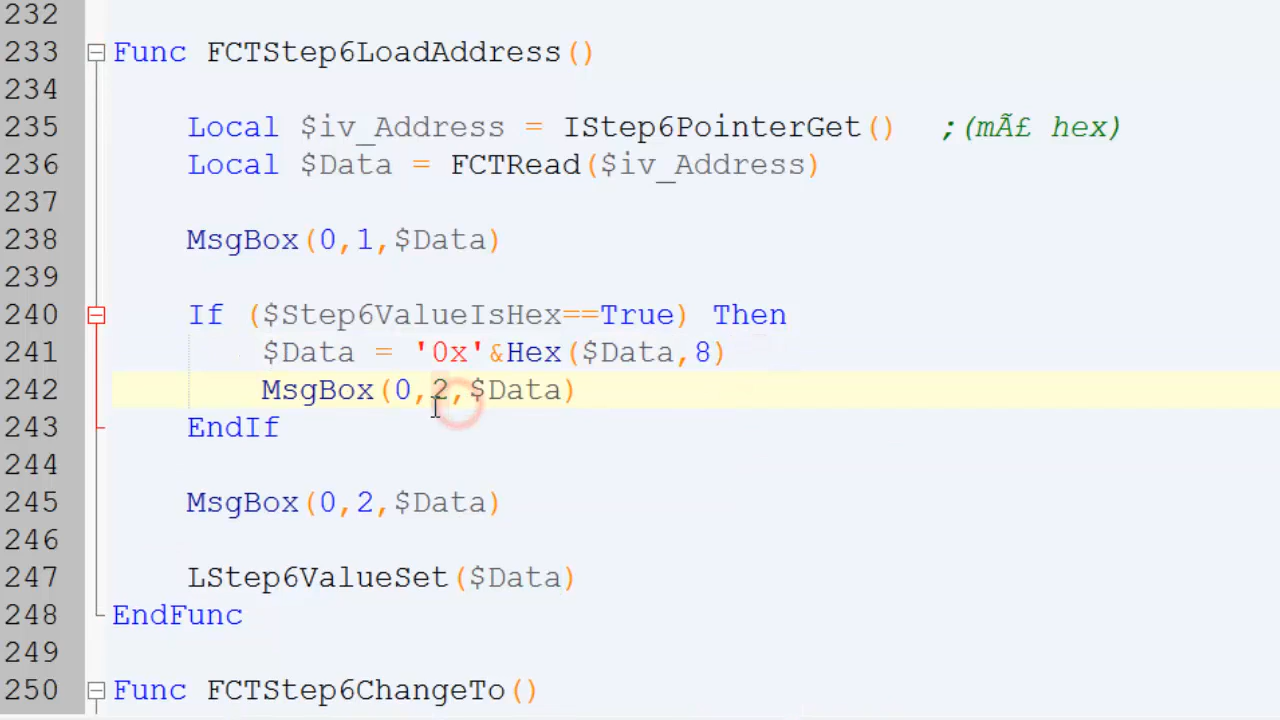 232
233 Func FCTStep6LoadAddress()
234
235 Local $iv_Address = IStep6PointerGet() ;(mÃ£ hex)
236 Local $Data = FCTRead($iv_Address)
237
238 MsgBox(0,1,$Data)
239
240 If ($Step6ValueIsHex==True) Then
241 $Data = '0x'&Hex($Data,8)
242 MsgBox(0,2,$Data)
243 EndIf
244
245 MsgBox(0,2,$Data)
246
247 LStep6ValueSet($Data)
248 EndFunc
249
250 Func FCTStep6ChangeTo()